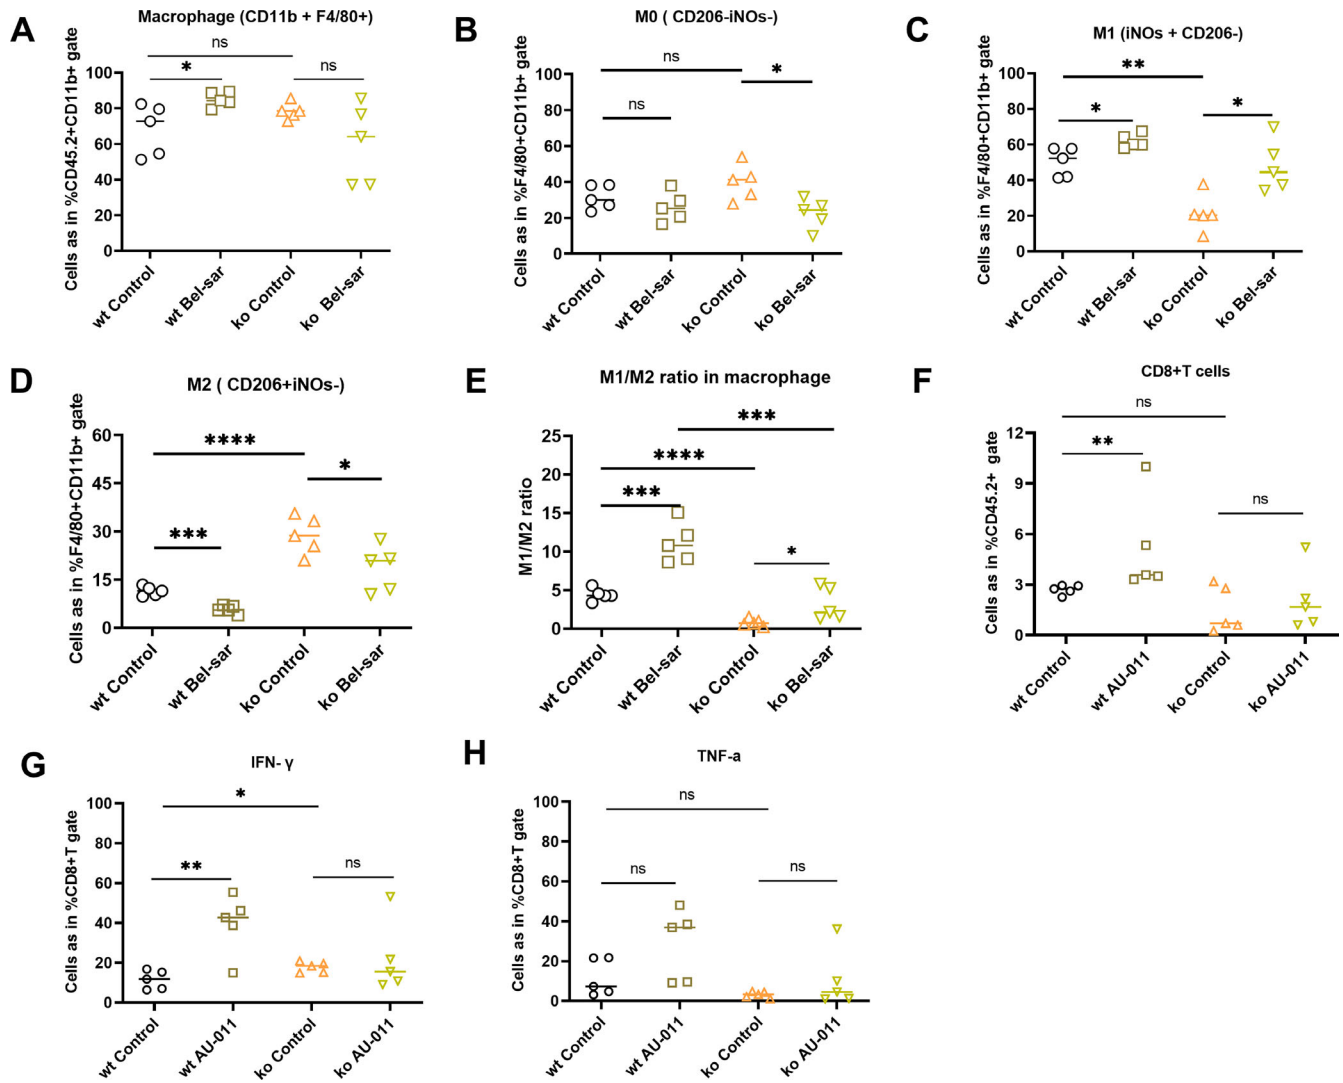 A
Macrophage (CD11b + F4/80+)
Cells as in %CD45.2+CD11b+ gate
ns
*
ns
100
80
60
40
20
0
wt Control
wt Bel-sar
ko Control
ko Bel-sar
B
M0 ( CD206-iNOs-)
Cells as in %F4/80+CD11b+ gate
ns
*
ns
100
80
60
40
20
0
wt Control
wt Bel-sar
ko Control
ko Bel-sar
C
M1 (iNOs + CD206-)
Cells as in %F4/80+CD11b+ gate
**
*
*
100
80
60
40
20
0
wt Control
wt Bel-sar
ko Control
ko Bel-sar
D
M2 ( CD206+iNOs-)
Cells as in %F4/80+CD11b+ gate
****
*
***
60
45
30
15
0
wt Control
wt Bel-sar
ko Control
ko Bel-sar
E
M1/M2 ratio in macrophage
M1/M2 ratio
***
****
***
*
25
20
15
10
5
0
wt Control
wt Bel-sar
ko Control
ko Bel-sar
F
CD8+T cells
Cells as in %CD45.2+ gate
ns
**
ns
12
9
6
3
0
wt Control
wt AU-011
ko Control
ko AU-011
G
IFN- γ
Cells as in %CD8+T gate
*
**
ns
100
80
60
40
20
0
wt Control
wt AU-011
ko Control
ko AU-011
H
TNF-a
Cells as in %CD8+T gate
ns
ns
ns
100
80
60
40
20
0
wt Control
wt AU-011
ko Control
ko AU-011